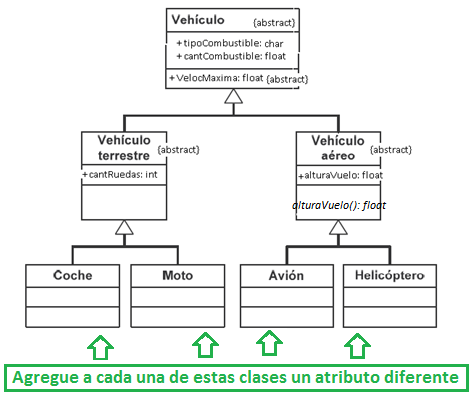 Vehículo {abstract}
+tipoCombustible: char
+cantCombustible: float
+VelocMaxima: float {abstract}
Vehículo
terrestre {abstract}
+cantRuedas: int
Vehículo
aéreo {abstract}
+alturaVuelo: float
alturaVuelo(): float
Coche
Moto
Avión
Helicóptero
Agregue a cada una de estas clases un atributo diferente